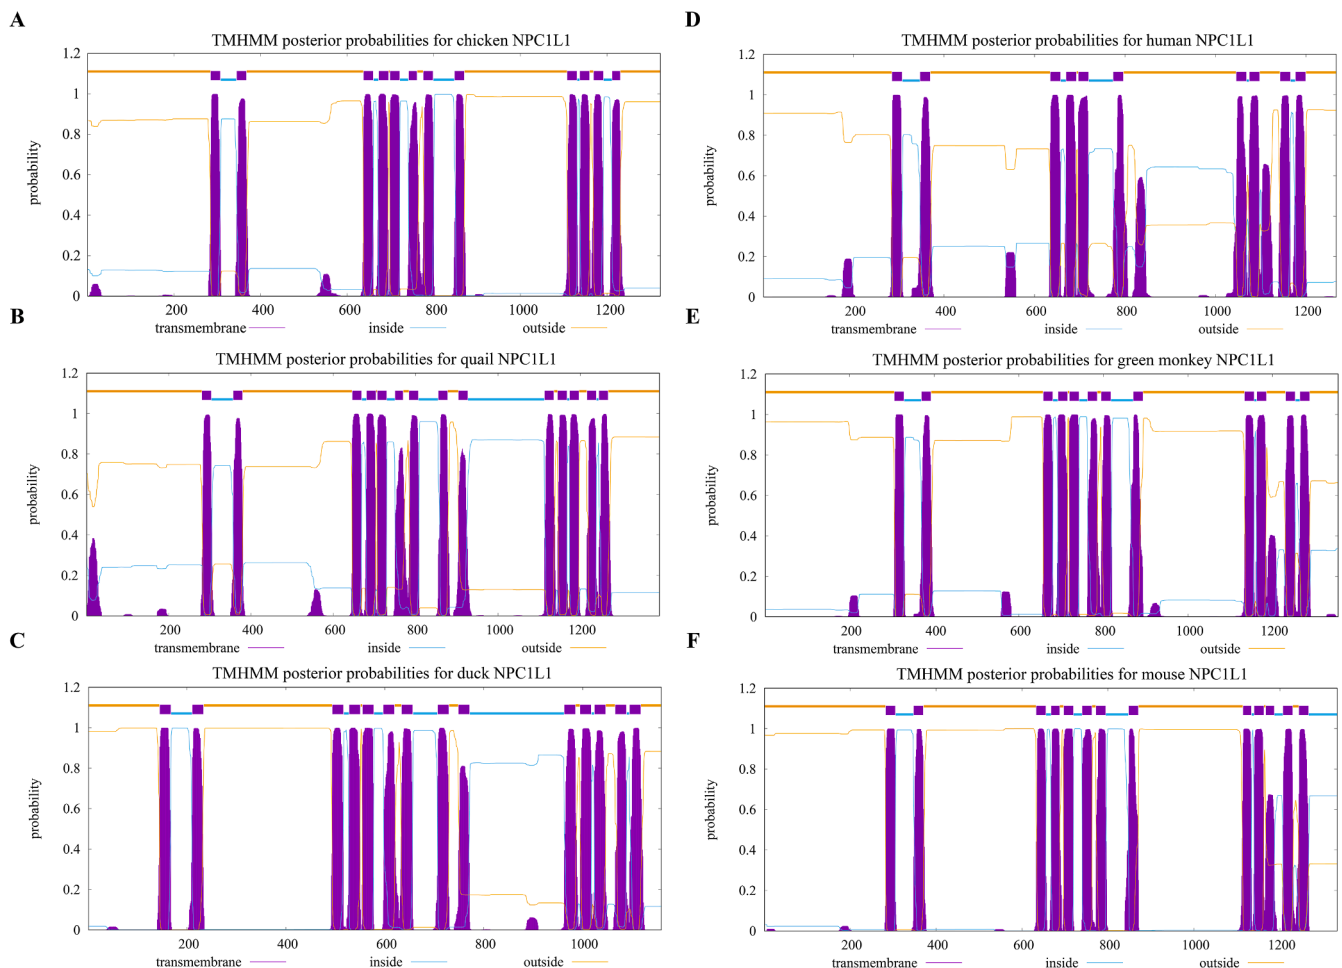 A
TMHMM posterior probabilities for chicken NPC1L1
probability
1.2
1
0.8
0.6
0.4
0.2
0
200 400 600 800 1000 1200
transmembrane inside outside
B
TMHMM posterior probabilities for quail NPC1L1
probability
1.2
1
0.8
0.6
0.4
0.2
0
200 400 600 800 1000 1200
transmembrane inside outside
C
TMHMM posterior probabilities for duck NPC1L1
probability
1.2
1
0.8
0.6
0.4
0.2
0
200 400 600 800 1000
transmembrane inside outside
D
TMHMM posterior probabilities for human NPC1L1
probability
1.2
1
0.8
0.6
0.4
0.2
0
200 400 600 800 1000 1200
transmembrane inside outside
E
TMHMM posterior probabilities for green monkey NPC1L1
probability
1.2
1
0.8
0.6
0.4
0.2
0
200 400 600 800 1000 1200
transmembrane inside outside
F
TMHMM posterior probabilities for mouse NPC1L1
probability
1.2
1
0.8
0.6
0.4
0.2
0
200 400 600 800 1000 1200
transmembrane inside outside